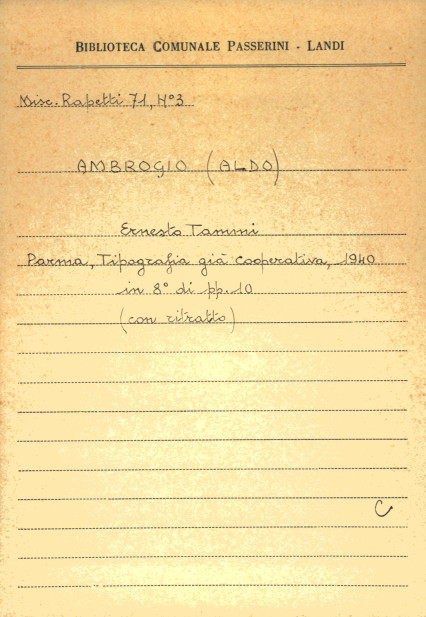 BIBLIOTECA COMUNALE PASSERINI - LANDI
Misc. Rapetti 71, N°3
AMBROGIO (ALDO)
Ernesto Tammi
Parma, Tipografia già Cooperativa, 1940
in 8° di pp. 10
(con ritratto)
C